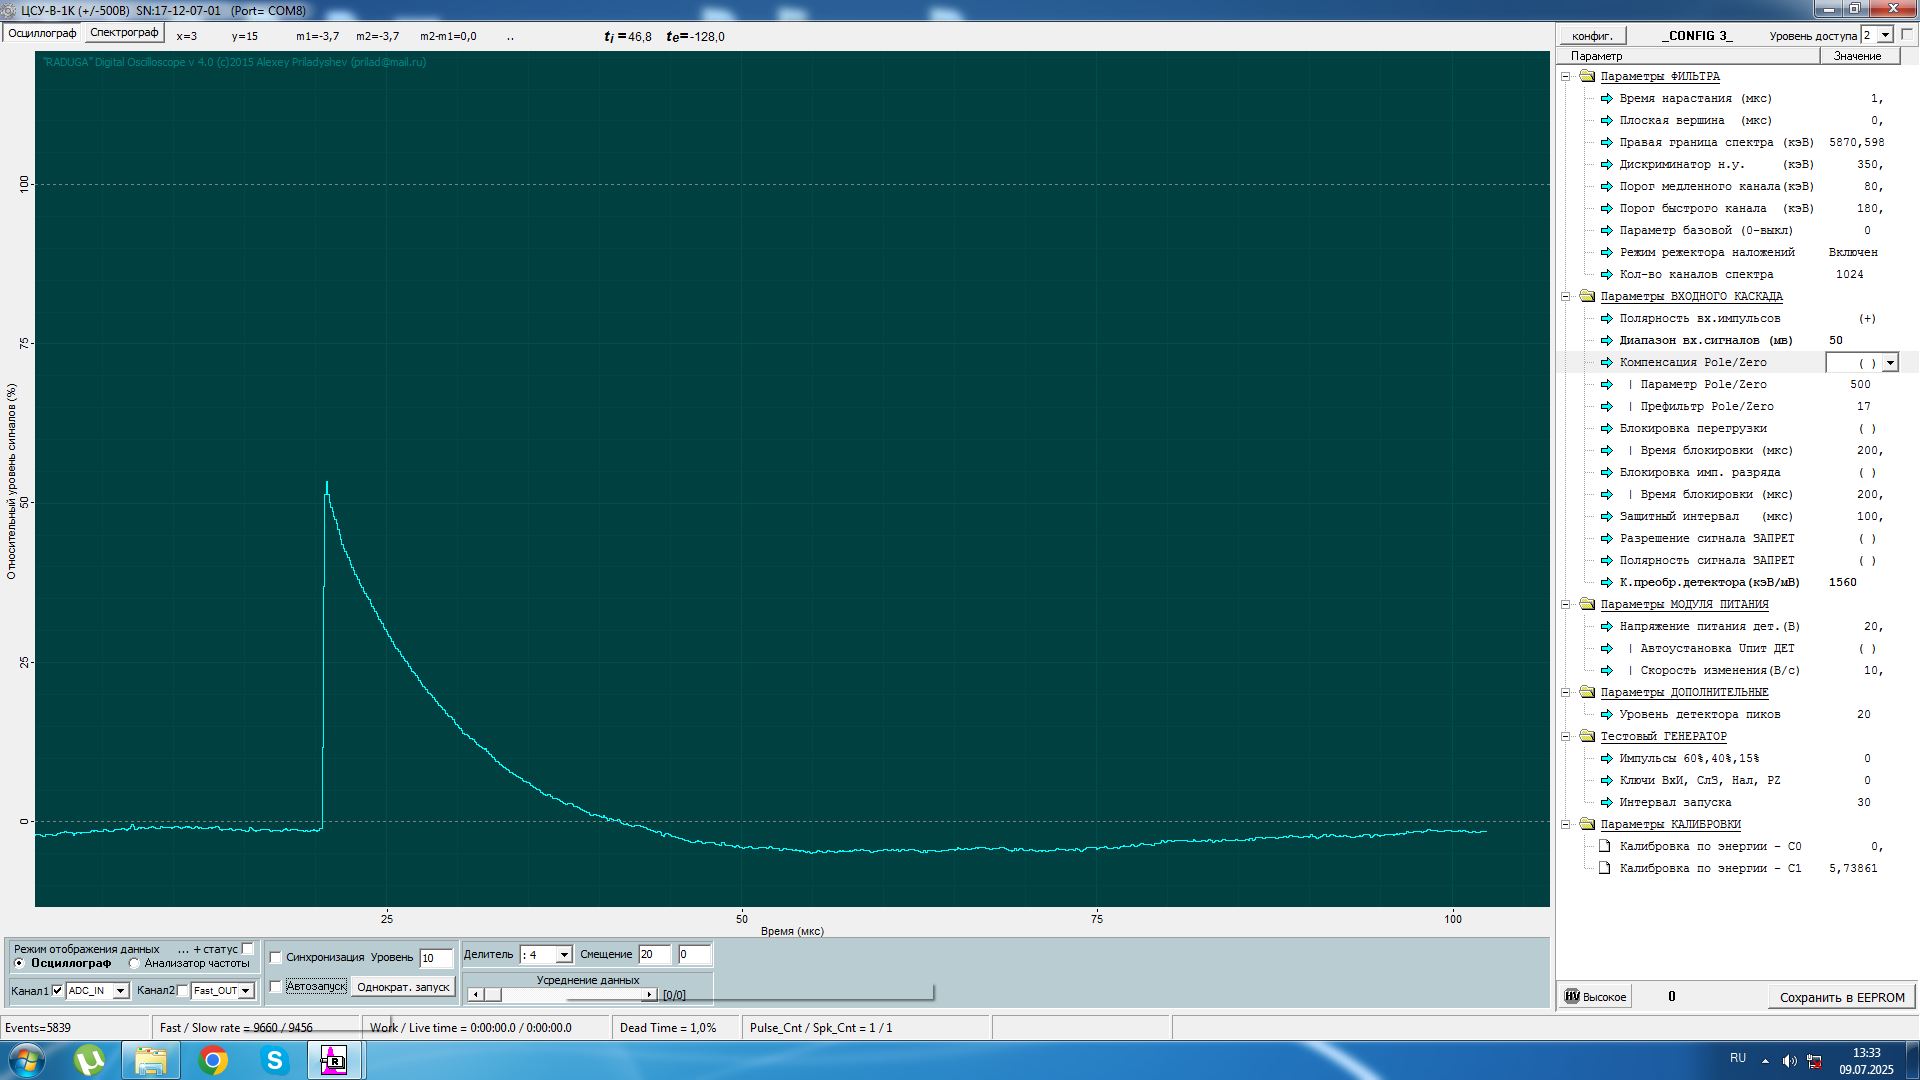 ЦСУ-В-1К (+/-500В)  SN:17-12-07-01   (Port= COM8)
Осциллограф Спектрограф x=3 y=15 m1=-3,7 m2=-3,7 m2-m1=0,0 .. ti =46,8 te=-128,0
"RADUGA" Digital Oscilloscope v 4.0 (c)2015 Alexey Priladyshev (prilad@mail.ru)
Относительный уровень сигналов (%)
100
75
50
25
0
25 50 75 100
Время (мкс)
конфиг. _CONFIG 3_ Уровень доступа 2
Параметр Значение
Параметры ФИЛЬТРА
Время нарастания (мкс) 1,
Плоская вершина (мкс) 0,
Правая граница спектра (кэВ) 5870,598
Дискриминатор н.у. (кэВ) 350,
Порог медленного канала(кэВ) 80,
Порог быстрого канала (кэВ) 180,
Параметр базовой (0-выкл) 0
Режим режектора наложений Включен
Кол-во каналов спектра 1024
Параметры ВХОДНОГО КАСКАДА
Полярность вх.импульсов (+)
Диапазон вх.сигналов (мв) 50
Компенсация Pole/Zero ( )
| Параметр Pole/Zero 500
| Префильтр Pole/Zero 17
Блокировка перегрузки ( )
| Время блокировки (мкс) 200,
Блокировка имп. разряда ( )
| Время блокировки (мкс) 200,
Защитный интервал (мкс) 100,
Разрешение сигнала ЗАПРЕТ ( )
Полярность сигнала ЗАПРЕТ ( )
К.преобр.детектора(кэВ/мВ) 1560
Параметры МОДУЛЯ ПИТАНИЯ
Напряжение питания дет.(В) 20,
| Автоустановка Uпит ДЕТ ( )
| Скорость изменения(В/с) 10,
Параметры ДОПОЛНИТЕЛЬНЫЕ
Уровень детектора пиков 20
Тестовый ГЕНЕРАТОР
Импульсы 60%,40%,15% 0
Ключи ВхИ, СлЗ, Нал, PZ 0
Интервал запуска 30
Параметры КАЛИБРОВКИ
Калибровка по энергии - C0 0,
Калибровка по энергии - C1 5,73861
Режим отображения данных ... + статус
Осциллограф Анализатор частоты
Канал1 ADC_IN Канал2 Fast_OUT
Синхронизация Уровень 10
Автозапуск Однократ. запуск
Делитель : 4 Смещение 20 0
Усреднение данных
[0/0]
HV Высокое 0 Сохранить в EEPROM
Events=5839 Fast / Slow rate = 9660 / 9456 Work / Live time = 0:00:00.0 / 0:00:00.0 Dead Time = 1,0% Pulse_Cnt / Spk_Cnt = 1 / 1
RU 13:33
09.07.2025